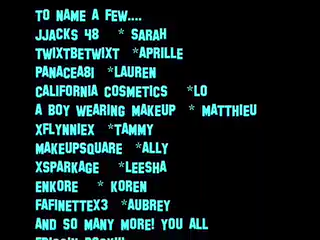 TO NAME A FEW....
JJACKS 48 * SARAH
TWIXTBETWIXT *APRILLE
PANACEA81 *LAUREN
CALIFORNIA COSMETICS *LO
A BOY WEARING MAKEUP * MATTHIEU
XFLYNNIEX *TAMMY
MAKEUPSQUARE *ALLY
XSPARKAGE *LEESHA
ENKORE * KOREN
FAFINETTEX3 *AUBREY
AND SO MANY MORE! YOU ALL